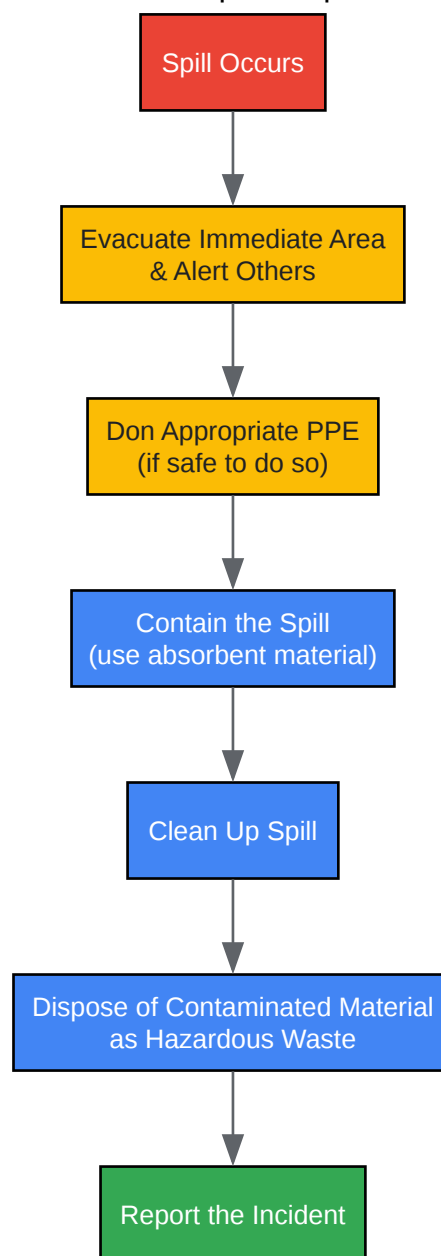 Spill Occurs
Evacuate Immediate Area
& Alert Others
Don Appropriate PPE
(if safe to do so)
Contain the Spill
(use absorbent material)
Clean Up Spill
Dispose of Contaminated Material
as Hazardous Waste
Report the Incident